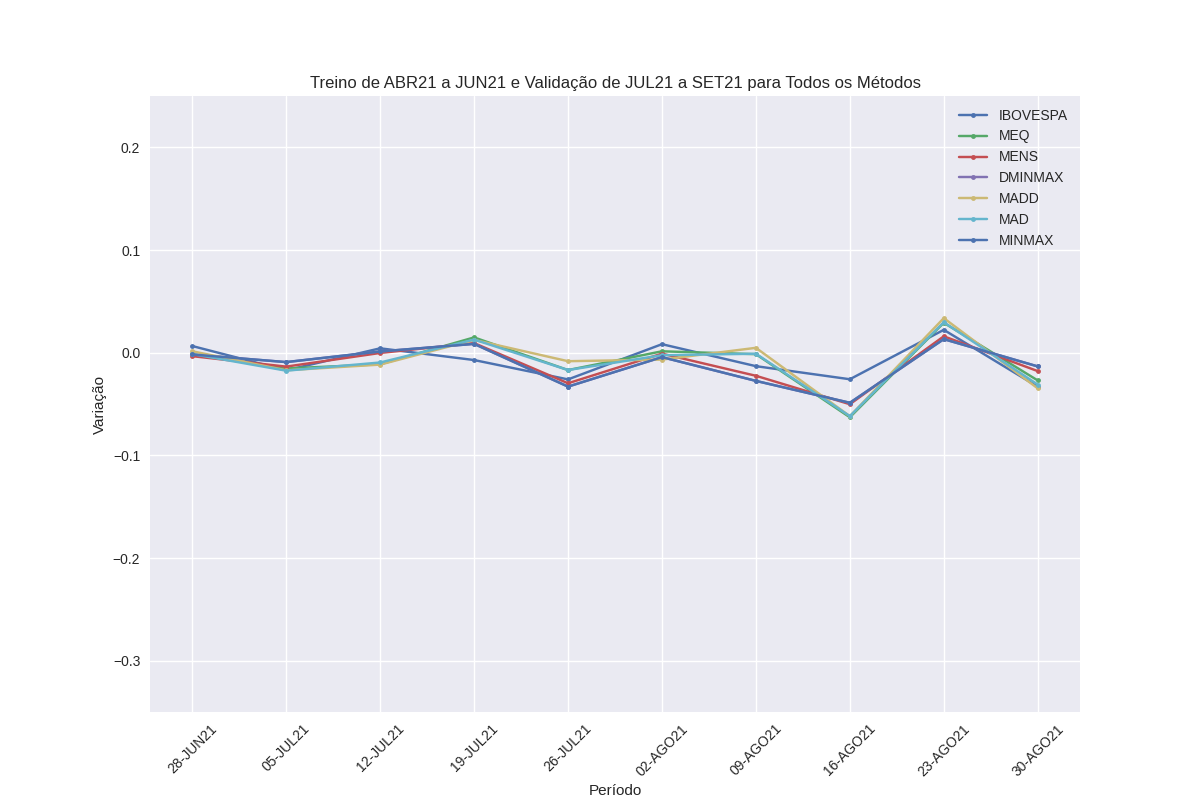 Treino de ABR21 a JUN21 e Validação de JUL21 a SET21 para Todos os Métodos
IBOVESPA
MEQ
MENS
DMINMAX
MADD
MAD
MINMAX
0.2
0.1
0.0
−0.1
−0.2
−0.3
Variação
28-JUN21
05-JUL21
12-JUL21
19-JUL21
26-JUL21
02-AGO21
09-AGO21
16-AGO21
23-AGO21
30-AGO21
Período